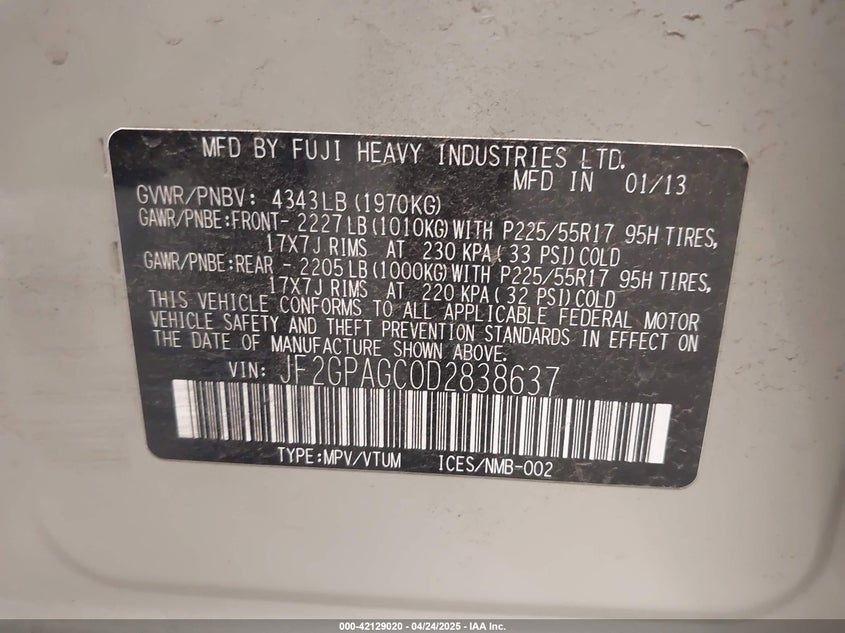 MFD BY FUJI HEAVY INDUSTRIES LTD.
MFD IN 01/13
GVWR/PNBV: 4343LB (1970KG)
GAWR/PNBE:FRONT- 2227LB (1010KG) WITH P225/55R17 95H TIRES,
17X7J RIMS AT 230 KPA ( 33 PSI) COLD
GAWR/PNBE:REAR - 2205LB (1000KG) WITH P225/55R17 95H TIRES,
17X7J RIMS AT 220 KPA ( 32 PSI) COLD
THIS VEHICLE CONFORMS TO ALL APPLICABLE FEDERAL MOTOR
VEHICLE SAFETY AND THEFT PREVENTION STANDARDS IN EFFECT ON
THE DATE OF MANUFACTURE SHOWN ABOVE.
VIN: JF2GPAGC0D2838637
TYPE:MPV/VTUM ICES/NMB-002
000-42129020 - 04/24/2025 - IAA Inc.